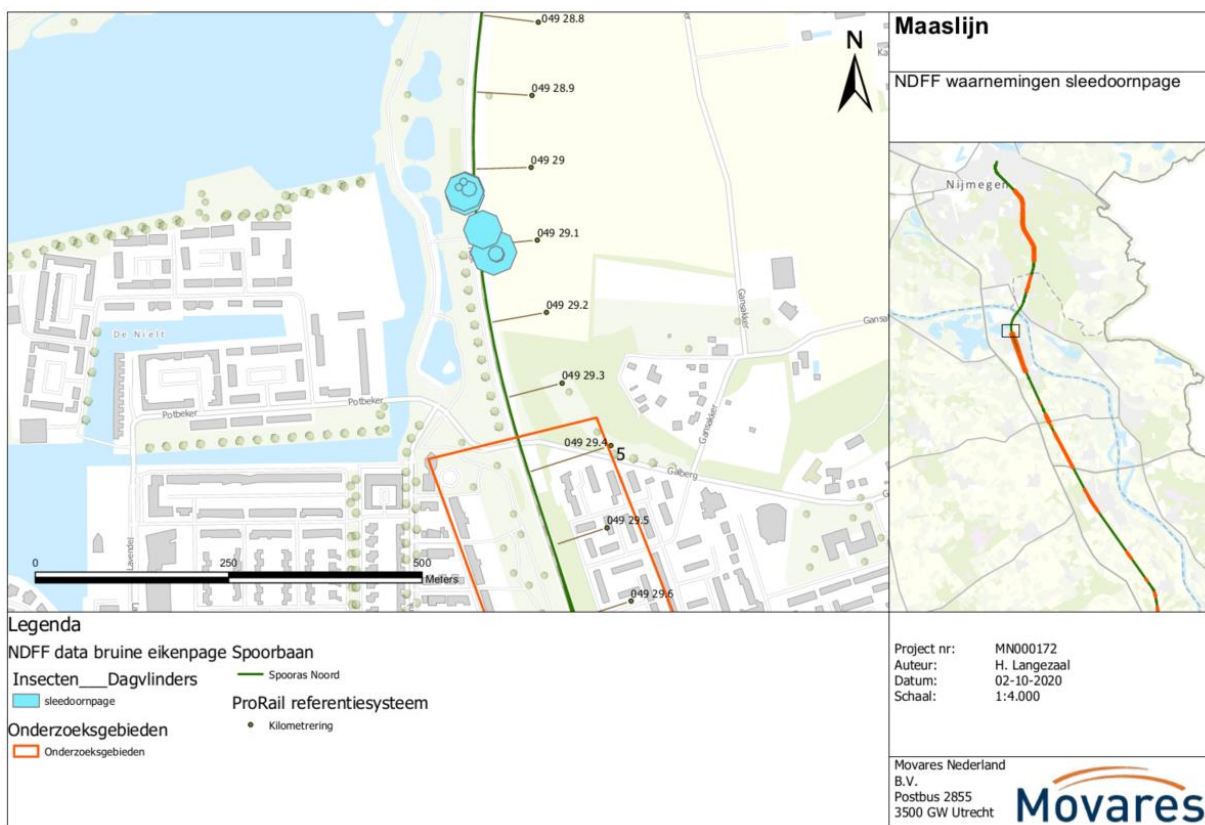 049 28.8
049 28.9
049 29
049 29.1
049 29.2
049 29.3
049 29.4
5
049 29.5
049 29.6
N
Ka
De Nielt
Potbeker
Potbeker
Gansakker
Gansakker
Gansa
Galberg
G
Lavendel
La
0
250
500
Meters
Maaslijn
NDFF waarnemingen sleedoornpage
Nijmegen
Legenda
NDFF data bruine eikenpage
Insecten___Dagvlinders
sleedoornpage
Onderzoeksgebieden
Onderzoeksgebieden
Spoorbaan
Spooras Noord
ProRail referentiesysteem
Kilometrering
Project nr: MN000172
Auteur: H. Langezaal
Datum: 02-10-2020
Schaal: 1:4.000
Movares Nederland
B.V.
Postbus 2855
3500 GW Utrecht
Movares